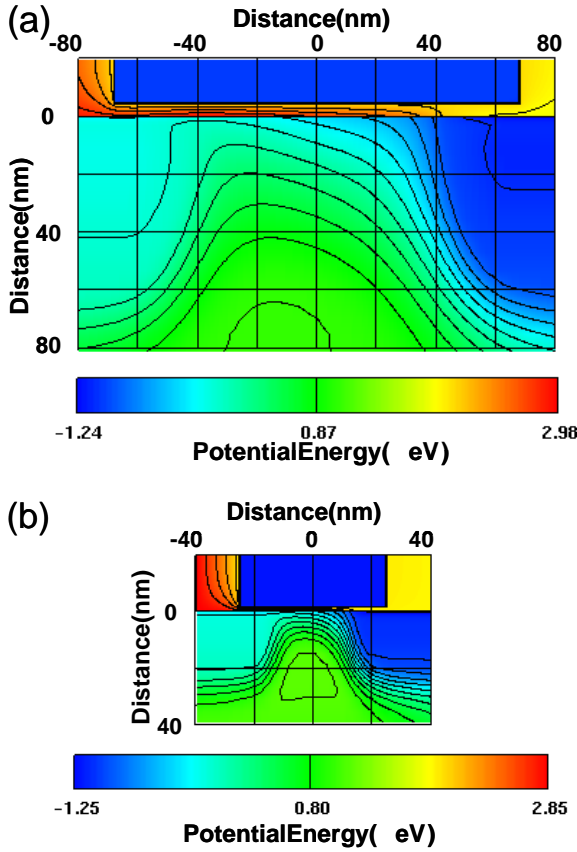 (a)
Distance(nm)
-80 -40 0 40 80
0
40
80
Distance(nm)
-1.24 0.87 2.98
PotentialEnergy( eV)
(b)
Distance(nm)
-40 0 40
0
40
Distance(nm)
-1.25 0.80 2.85
PotentialEnergy( eV)